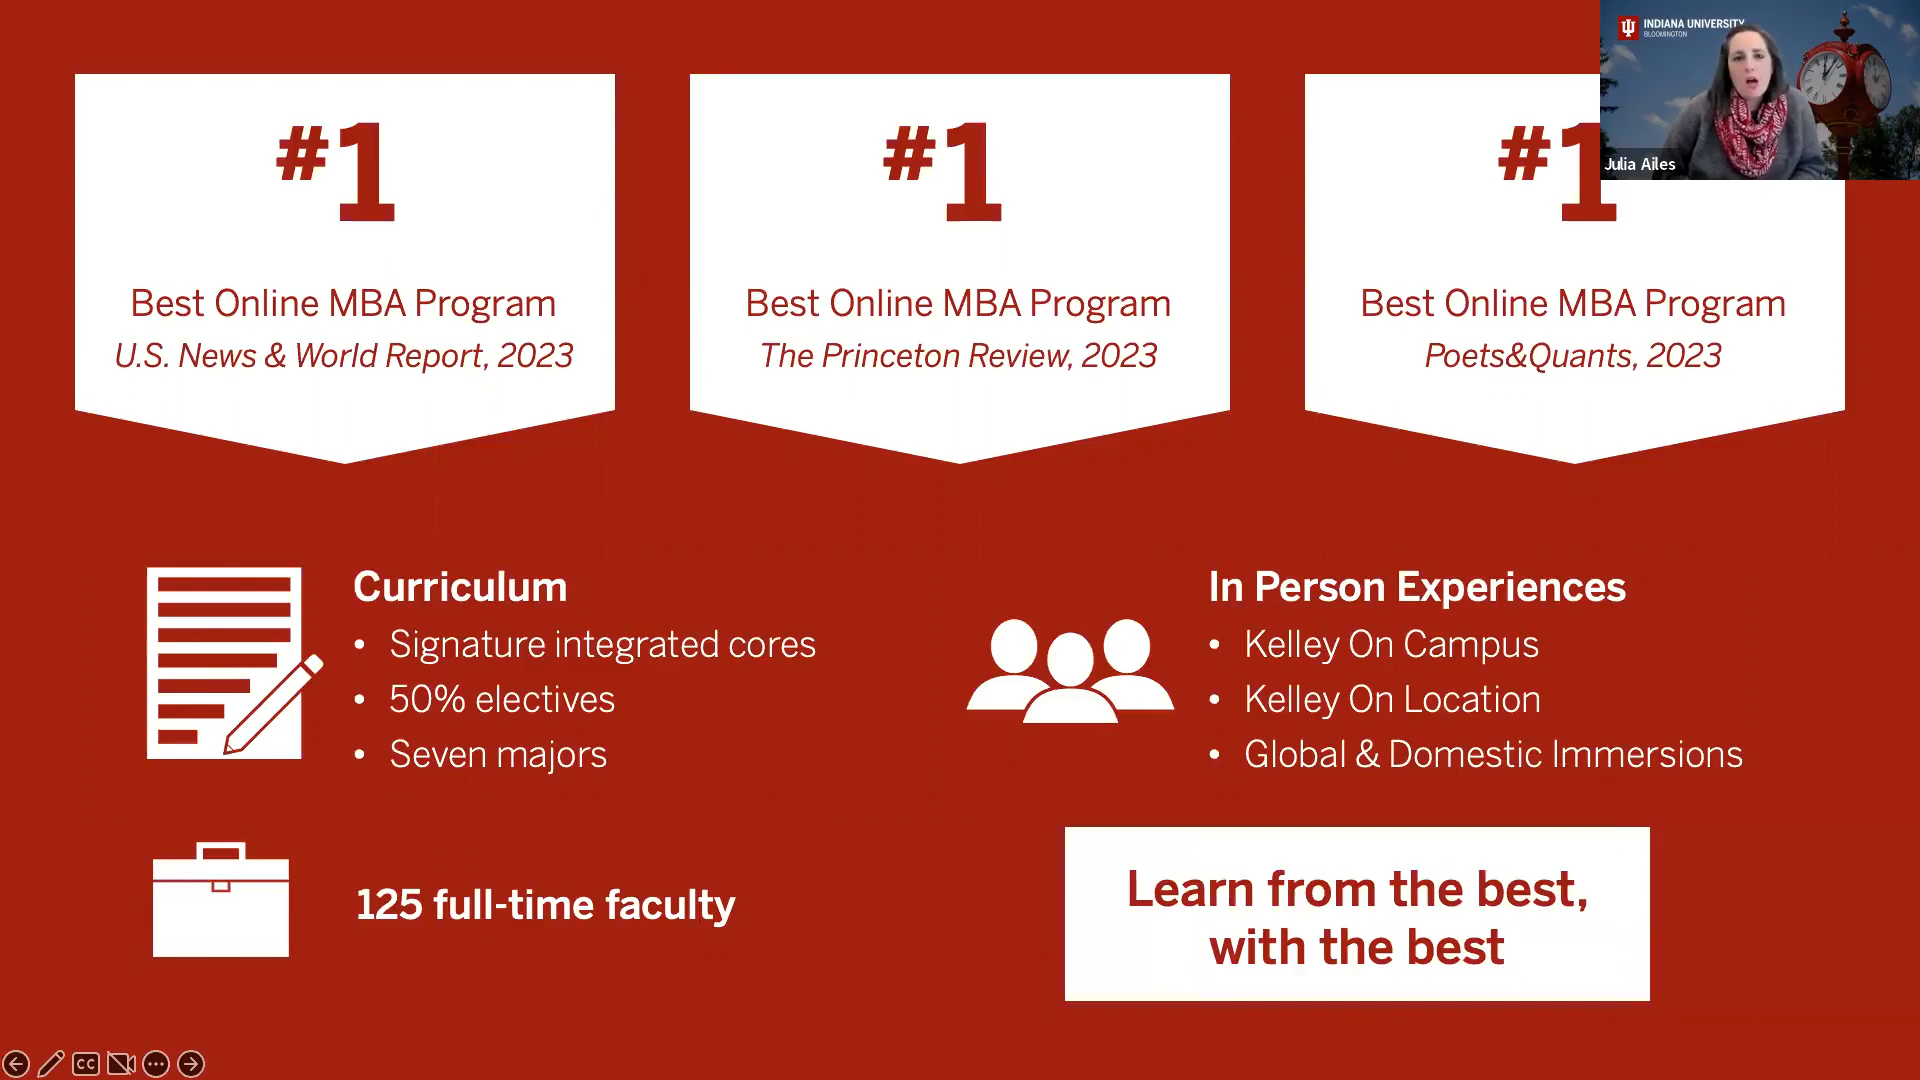 #1
Best Online MBA Program
U.S. News & World Report, 2023
#1
Best Online MBA Program
The Princeton Review, 2023
#1
Best Online MBA Program
Poets&Quants, 2023
INDIANA UNIVERSITY
BLOOMINGTON
Julia Ailes
Curriculum
• Signature integrated cores
• 50% electives
• Seven majors
In Person Experiences
• Kelley On Campus
• Kelley On Location
• Global & Domestic Immersions
125 full-time faculty
Learn from the best,
with the best
CC